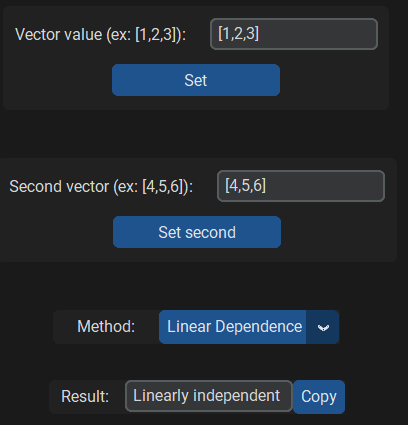 Vector value (ex: [1,2,3]): [1,2,3]
Set
Second vector (ex: [4,5,6]): [4,5,6]
Set second
Method: Linear Dependence
Result: Linearly independent Copy